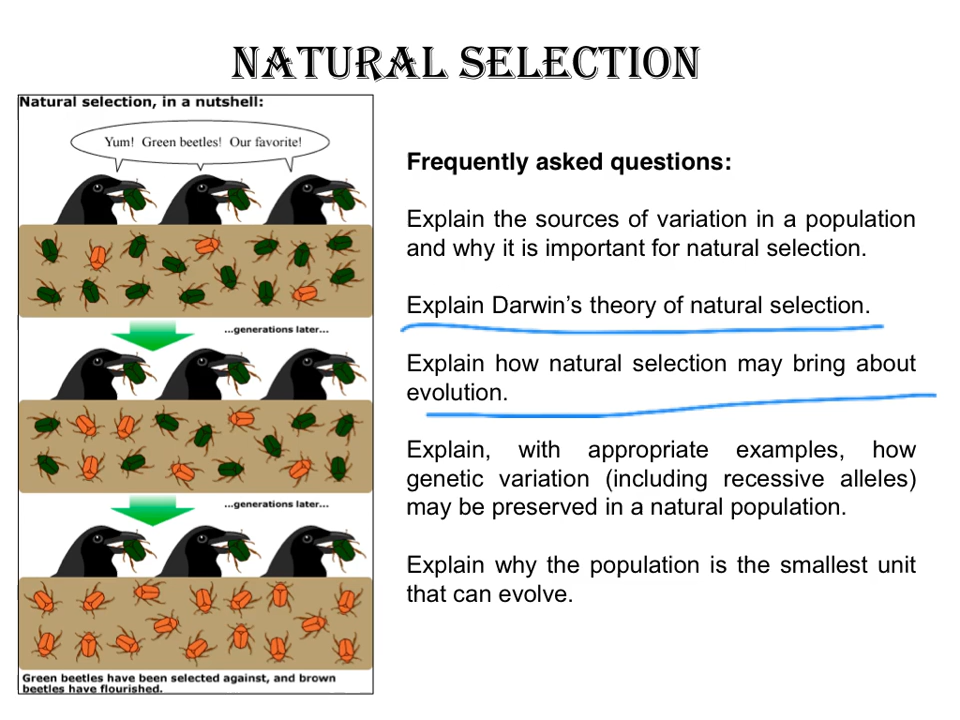 NATURAL SELECTION
Natural selection, in a nutshell:
Yum! Green beetles! Our favorite!
...generations later...
...generations later...
Green beetles have been selected against, and brown
beetles have flourished.
Frequently asked questions:
Explain the sources of variation in a population
and why it is important for natural selection.
Explain Darwin’s theory of natural selection.
Explain how natural selection may bring about
evolution.
Explain, with appropriate examples, how
genetic variation (including recessive alleles)
may be preserved in a natural population.
Explain why the population is the smallest unit
that can evolve.